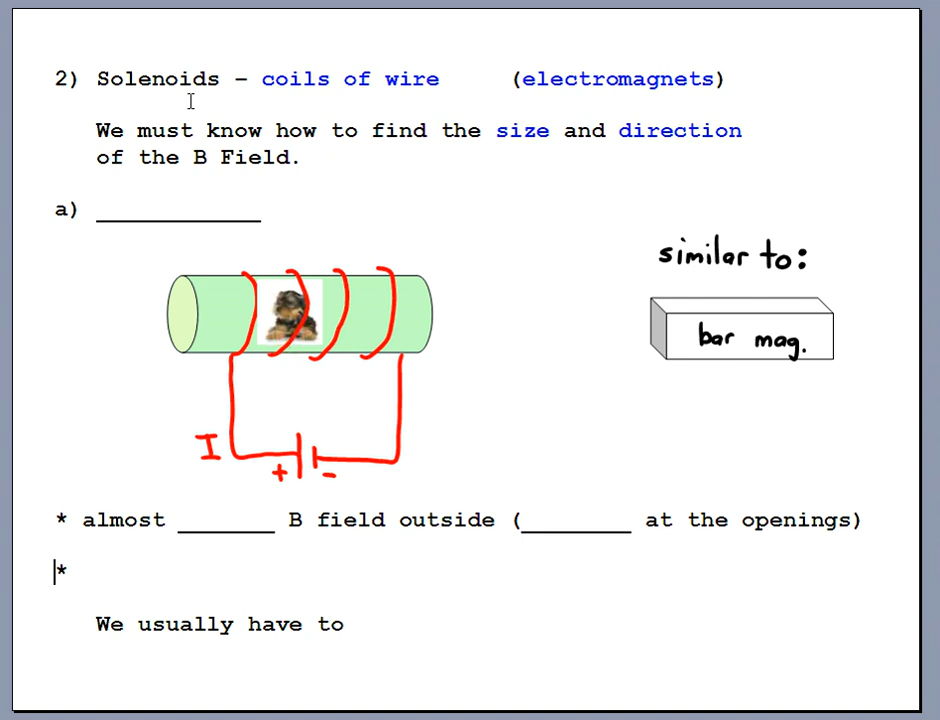 2) Solenoids – coils of wire (electromagnets)
We must know how to find the size and direction
of the B Field.
a) ____________
similar to:
bar mag.
I
+ -
* almost _______ B field outside (________ at the openings)
*
We usually have to